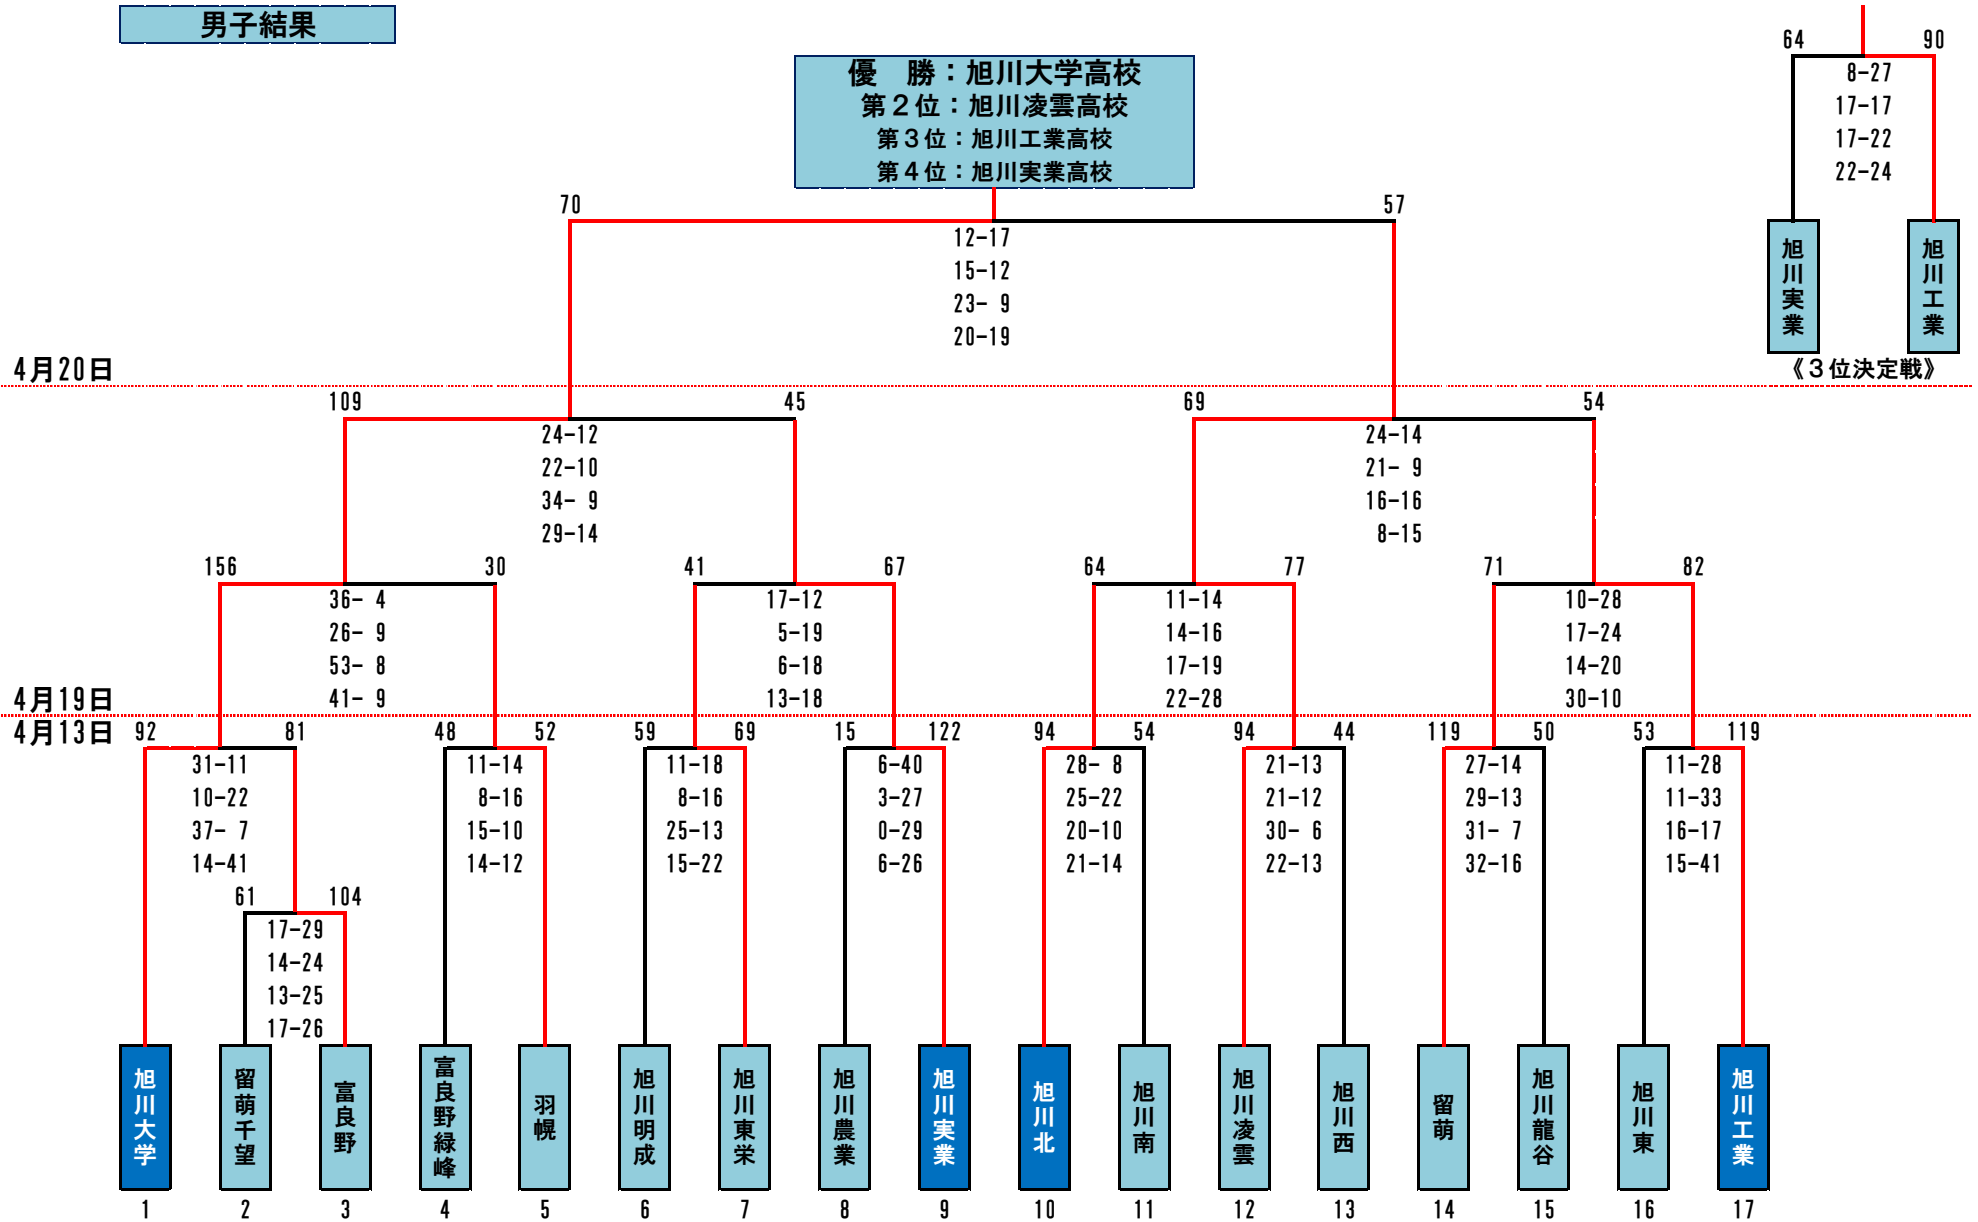 男子結果
優　勝：旭川大学高校
第２位：旭川凌雲高校
第３位：旭川工業高校
第４位：旭川実業高校
64 90
8-27
17-17
17-22
22-24
旭川実業
旭川工業
《３位決定戦》
70 57
12-17
15-12
23- 9
20-19
4月20日
109 45 69 54
24-12 24-14
22-10 21- 9
34- 9 16-16
29-14 8-15
156 30 41 67 64 77 71 82
36- 4 17-12 11-14 10-28
26- 9 5-19 14-16 17-24
53- 8 6-18 17-19 14-20
41- 9 13-18 22-28 30-10
4月19日
4月13日
92 81 48 52 59 69 15 122 94 54 94 44 119 50 53 119
31-11 11-14 11-18 6-40 28- 8 21-13 27-14 11-28
10-22 8-16 8-16 3-27 25-22 21-12 29-13 11-33
37- 7 15-10 25-13 0-29 20-10 30- 6 31- 7 16-17
14-41 14-12 15-22 6-26 21-14 22-13 32-16 15-41
61 104
17-29
14-24
13-25
17-26
旭川大学
留萌千望
富良野
富良野緑峰
羽幌
旭川明成
旭川東栄
旭川農業
旭川実業
旭川北
旭川南
旭川凌雲
旭川西
留萌
旭川龍谷
旭川東
旭川工業
1 2 3 4 5 6 7 8 9 10 11 12 13 14 15 16 17